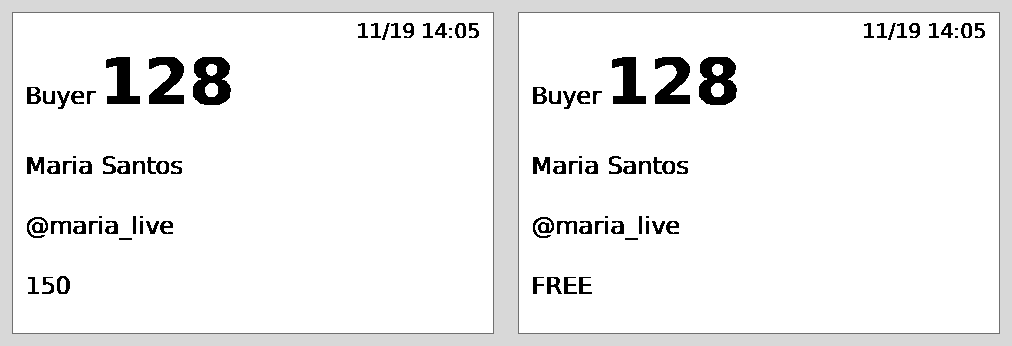 11/19 14:05
Buyer 128
Maria Santos
@maria_live
150
11/19 14:05
Buyer 128
Maria Santos
@maria_live
FREE